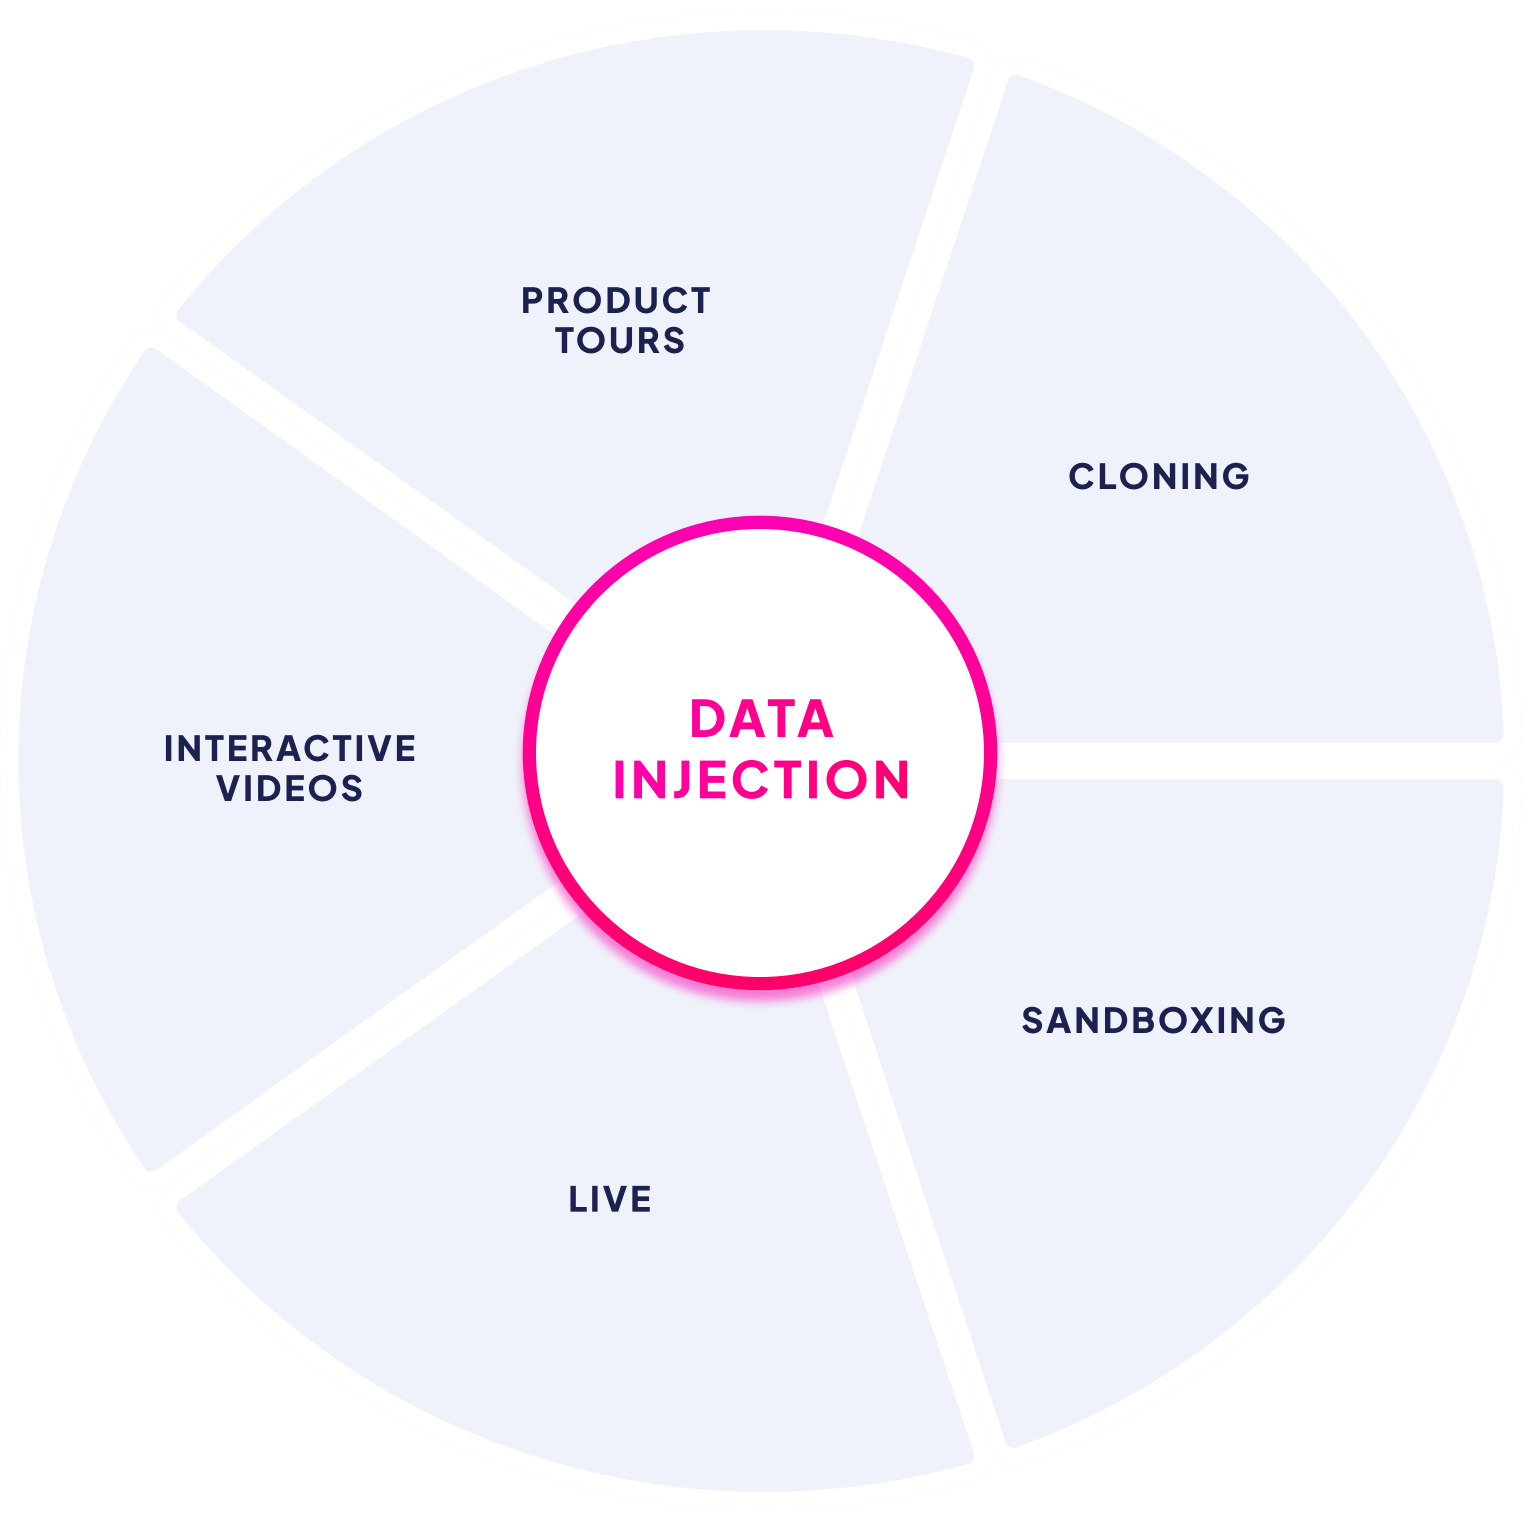 PRODUCT
TOURS
CLONING
INTERACTIVE
VIDEOS
DATA
INJECTION
SANDBOXING
LIVE